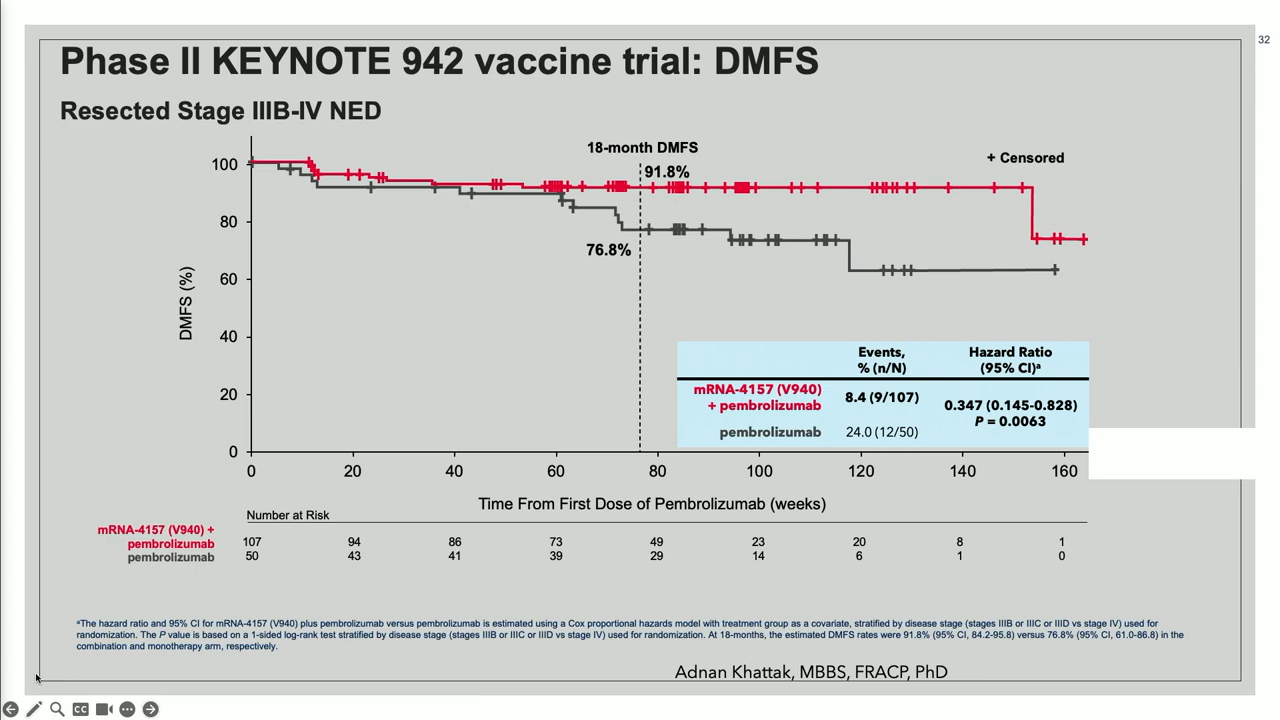 32
Phase II KEYNOTE 942 vaccine trial: DMFS
Resected Stage IIIB-IV NED
18-month DMFS
91.8%
+ Censored
76.8%
DMFS (%)
100
80
60
40
20
0
Events,
% (n/N)
Hazard Ratio
(95% CI)ª
mRNA-4157 (V940)
+ pembrolizumab
8.4 (9/107)
0.347 (0.145-0.828)
P = 0.0063
pembrolizumab
24.0 (12/50)
0 20 40 60 80 100 120 140 160
Time From First Dose of Pembrolizumab (weeks)
Number at Risk
mRNA-4157 (V940) +
pembrolizumab 107 94 86 73 49 23 20 8 1
pembrolizumab 50 43 41 39 29 14 6 1 0
ªThe hazard ratio and 95% CI for mRNA-4157 (V940) plus pembrolizumab versus pembrolizumab is estimated using a Cox proportional hazards model with treatment group as a covariate, stratified by disease stage (stages IIIB or IIIC or IIID vs stage IV) used for
randomization. The P value is based on a 1-sided log-rank test stratified by disease stage (stages IIIB or IIIC or IIID vs stage IV) used for randomization. At 18-months, the estimated DMFS rates were 91.8% (95% CI, 84.2-95.8) versus 76.8% (95% CI, 61.0-86.8) in the
combination and monotherapy arm, respectively.
Adnan Khattak, MBBS, FRACP, PhD
CC